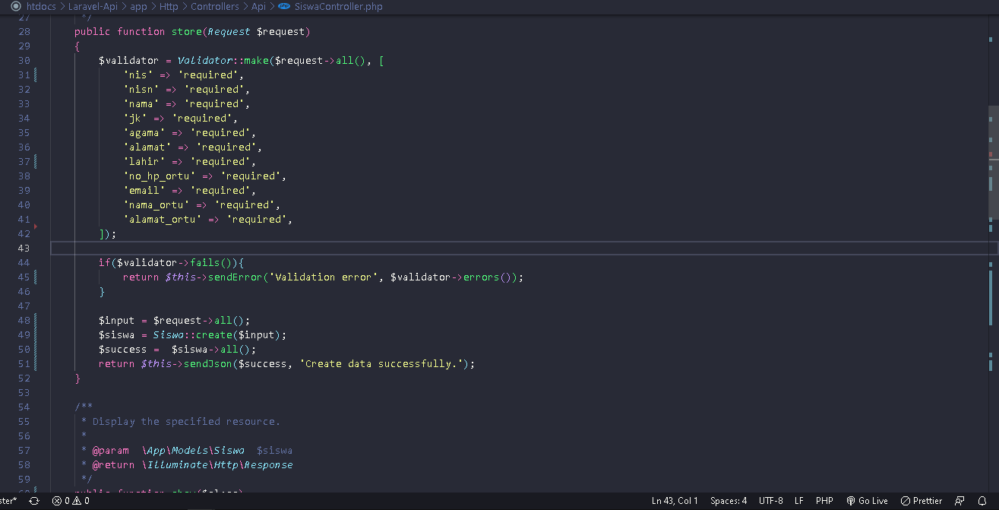 htdocs > Laravel-Api > app > Http > Controllers > Api > php SiswaController.php
27 */
28 public function store(Request $request)
29 {
30 $validator = Validator::make($request->all(), [
31 'nis' => 'required',
32 'nisn' => 'required',
33 'nama' => 'required',
34 'jk' => 'required',
35 'agama' => 'required',
36 'alamat' => 'required',
37 'lahir' => 'required',
38 'no_hp_ortu' => 'required',
39 'email' => 'required',
40 'nama_ortu' => 'required',
41 'alamat_ortu' => 'required',
42 ]);
43
44 if($validator->fails()){
45 return $this->sendError('Validation error', $validator->errors());
46 }
47
48 $input = $request->all();
49 $siswa = Siswa::create($input);
50 $success =  $siswa->all();
51 return $this->sendJson($success, 'Create data successfully.');
52 }
53
54 /**
55 * Display the specified resource.
56 *
57 * @param  \App\Models\Siswa  $siswa
58 * @return \Illuminate\Http\Response
59 */
public function
ster* 0 0 Ln 43, Col 1 Spaces: 4 UTF-8 LF PHP Go Live Prettier